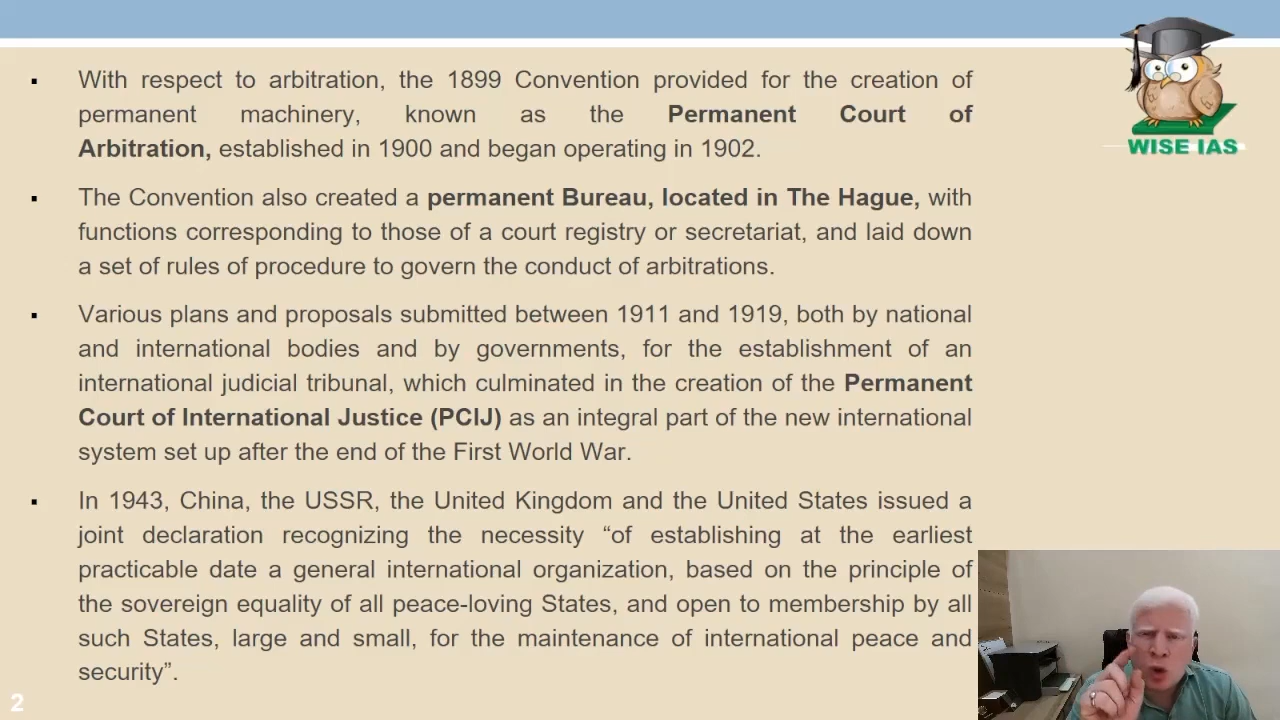 With respect to arbitration, the 1899 Convention provided for the creation of
permanent machinery, known as the Permanent Court of
Arbitration, established in 1900 and began operating in 1902.
The Convention also created a permanent Bureau, located in The Hague, with
functions corresponding to those of a court registry or secretariat, and laid down
a set of rules of procedure to govern the conduct of arbitrations.
Various plans and proposals submitted between 1911 and 1919, both by national
and international bodies and by governments, for the establishment of an
international judicial tribunal, which culminated in the creation of the Permanent
Court of International Justice (PCIJ) as an integral part of the new international
system set up after the end of the First World War.
In 1943, China, the USSR, the United Kingdom and the United States issued a
joint declaration recognizing the necessity “of establishing at the earliest
practicable date a general international organization, based on the principle of
the sovereign equality of all peace-loving States, and open to membership by all
such States, large and small, for the maintenance of international peace and
security”.
WISE IAS
2